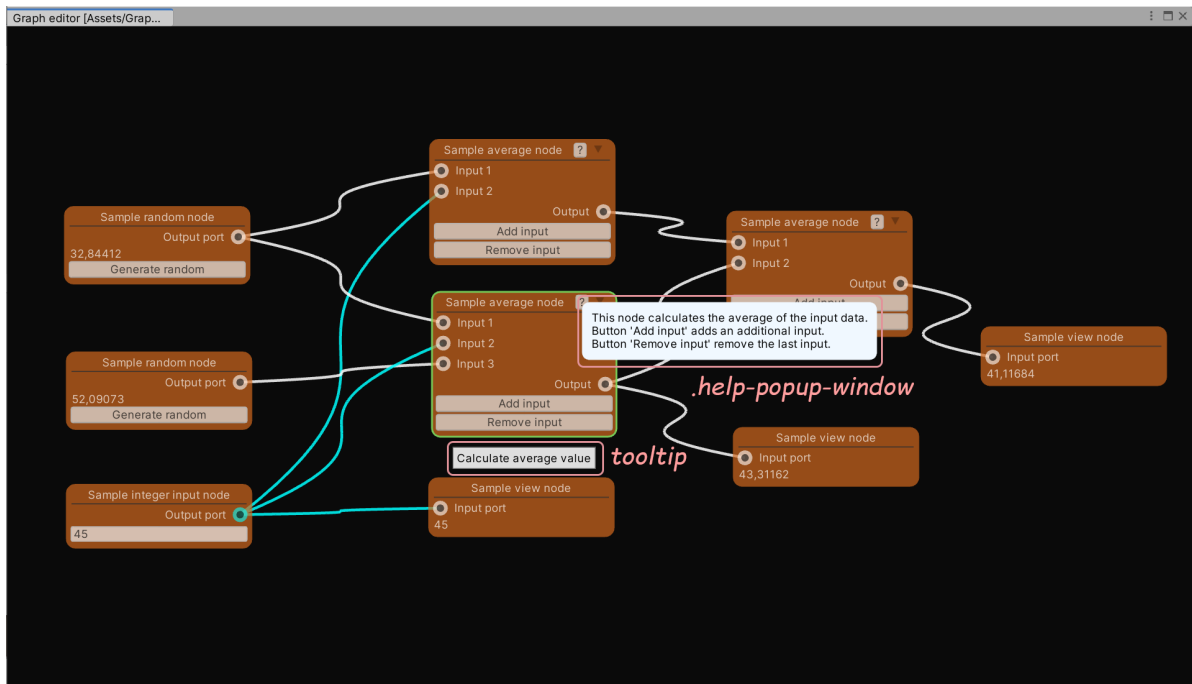 Graph editor [Assets/Grap...
Sample average node ?
Input 1
Input 2
Output
Add input
Remove input
Sample random node
Output port
32,84412
Generate random
Sample average node ?
Input 1
Input 2
Output
Add input
Sample average node ?
Input 1
Input 2
Input 3
Output
Add input
Remove input
This node calculates the average of the input data.
Button 'Add input' adds an additional input.
Button 'Remove input' remove the last input.
.help-popup-window
Sample view node
Input port
41,11684
Sample random node
Output port
52,09073
Generate random
Calculate average value
tooltip
Sample view node
Input port
43,31162
Sample integer input node
Output port
45
Sample view node
Input port
45